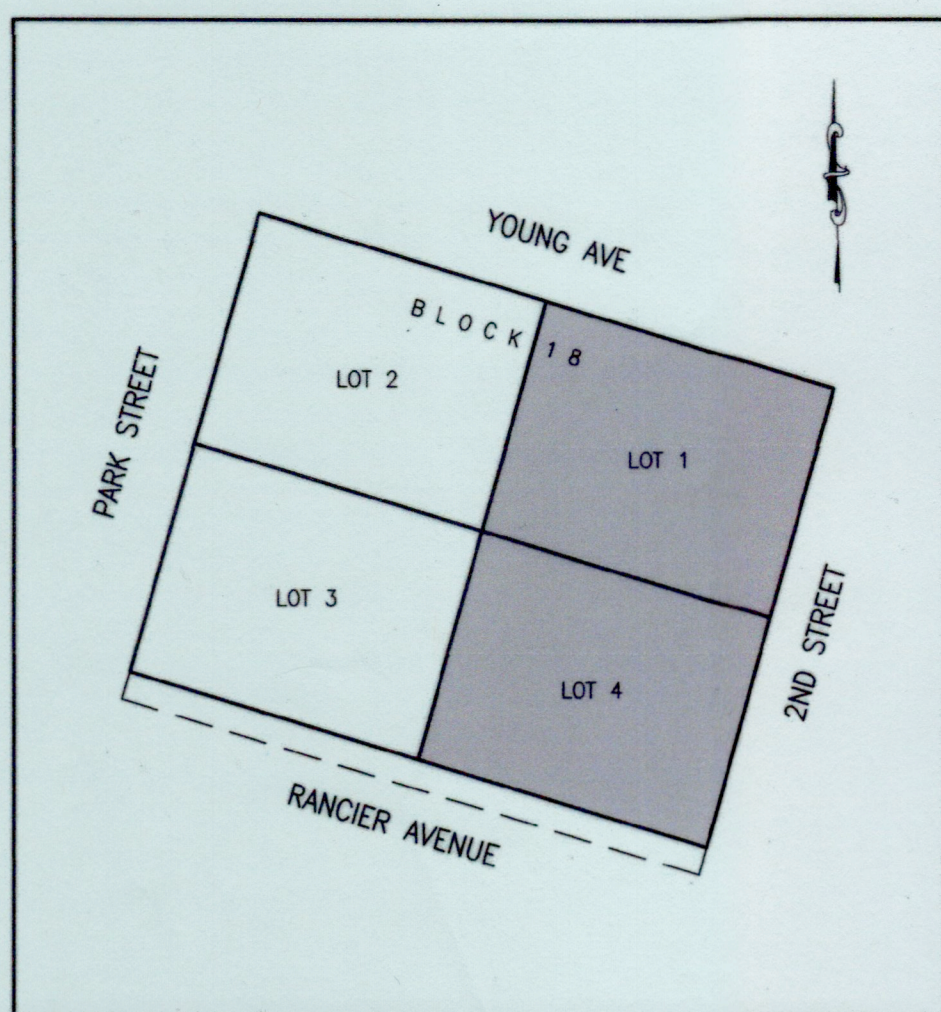 YOUNG AVE
BLOCK 18
LOT 2
PARK STREET
LOT 1
LOT 3
2ND STREET
LOT 4
RANCIER AVENUE